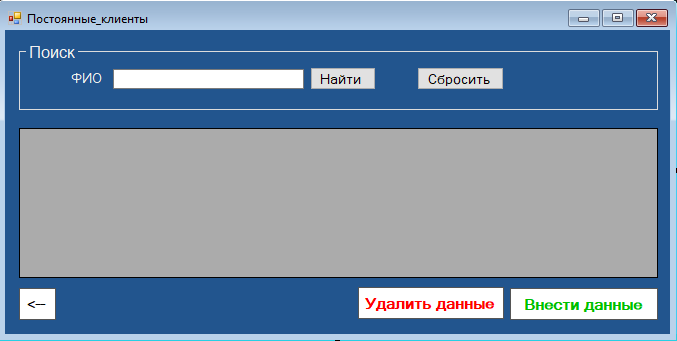 Постоянные_клиенты
Поиск
ФИО Найти Сбросить
<-- Удалить данные Внести данные